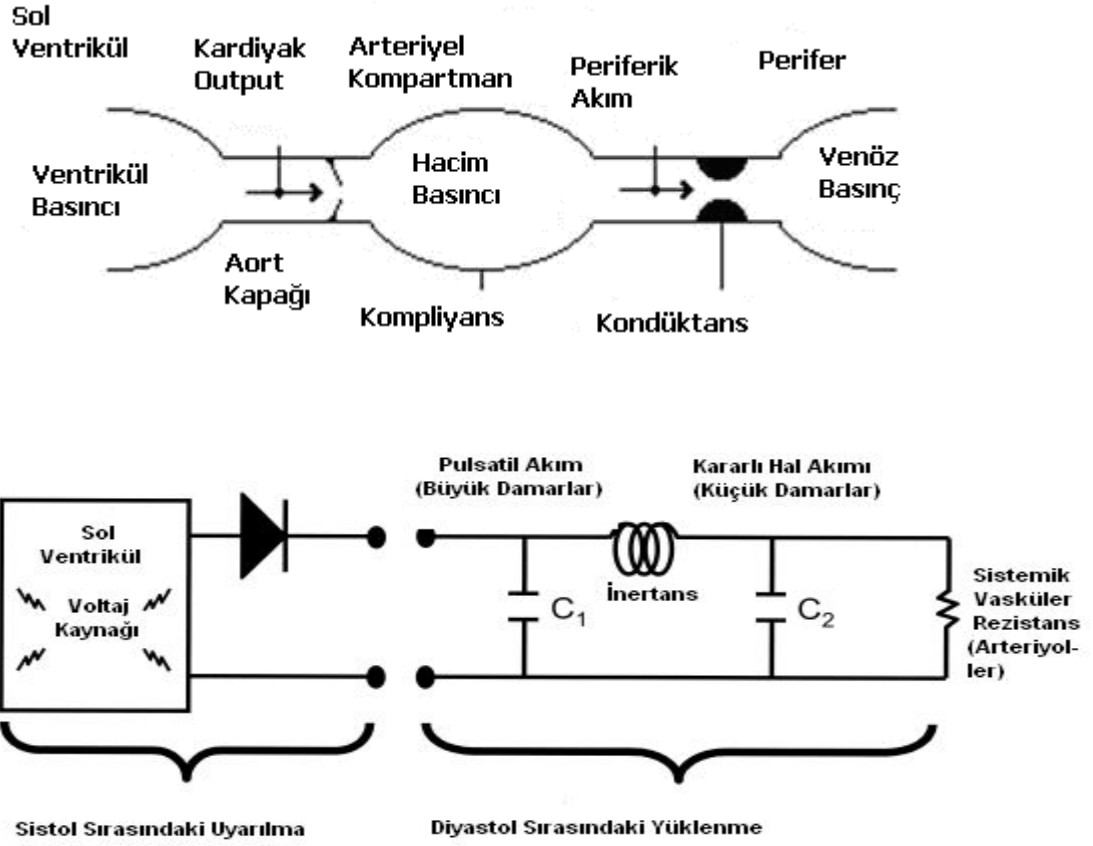 Sol
Ventrikül
Kardiyak
Output
Arteriyel
Kompartman
Periferik
Akım
Perifer
Ventrikül
Basıncı
Hacim
Basıncı
Venöz
Basınç
Aort
Kapağı
Kompliyans
Kondüktans
Pulsatil Akım
(Büyük Damarlar)
Kararlı Hal Akımı
(Küçük Damarlar)
Sol
Ventrikül
Voltaj
Kaynağı
C1
İnertans
C2
Sistemik
Vasküler
Rezistans
(Arteriyol-
ler)
Sistol Sırasındaki Uyarılma
Diyastol Sırasındaki Yüklenme